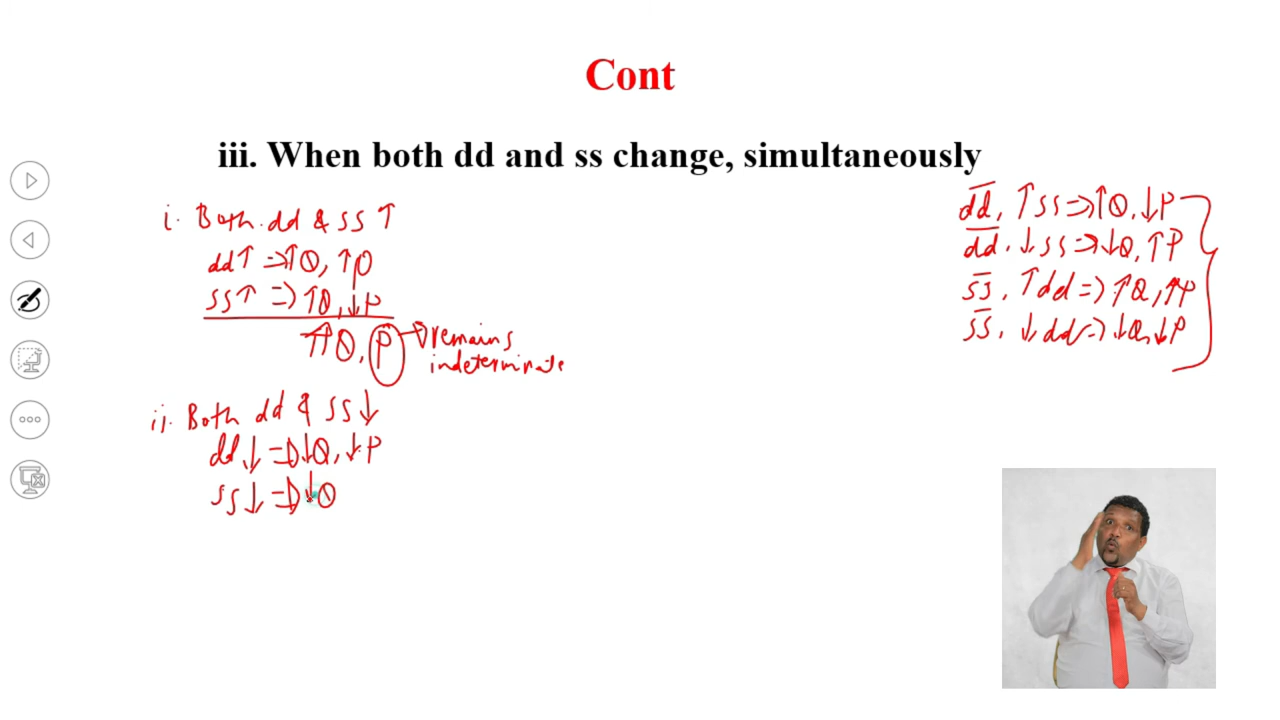 Cont
iii. When both dd and ss change, simultaneously
i. Both dd & ss ↑
dd↑ => ↑Q, ↑P
ss↑ => ↑Q, ↓P
↑↑Q, P → remains
indeterminate
ii. Both dd & ss ↓
dd↓ => ↓Q, ↓P
ss↓ => ↓Q
d̅d̅, ↑ss => ↑Q, ↓P
d̅d̅, ↓ss => ↓Q, ↑P
s̅s̅, ↑dd => ↑Q, ↑P
s̅s̅, ↓dd => ↓Q, ↓P